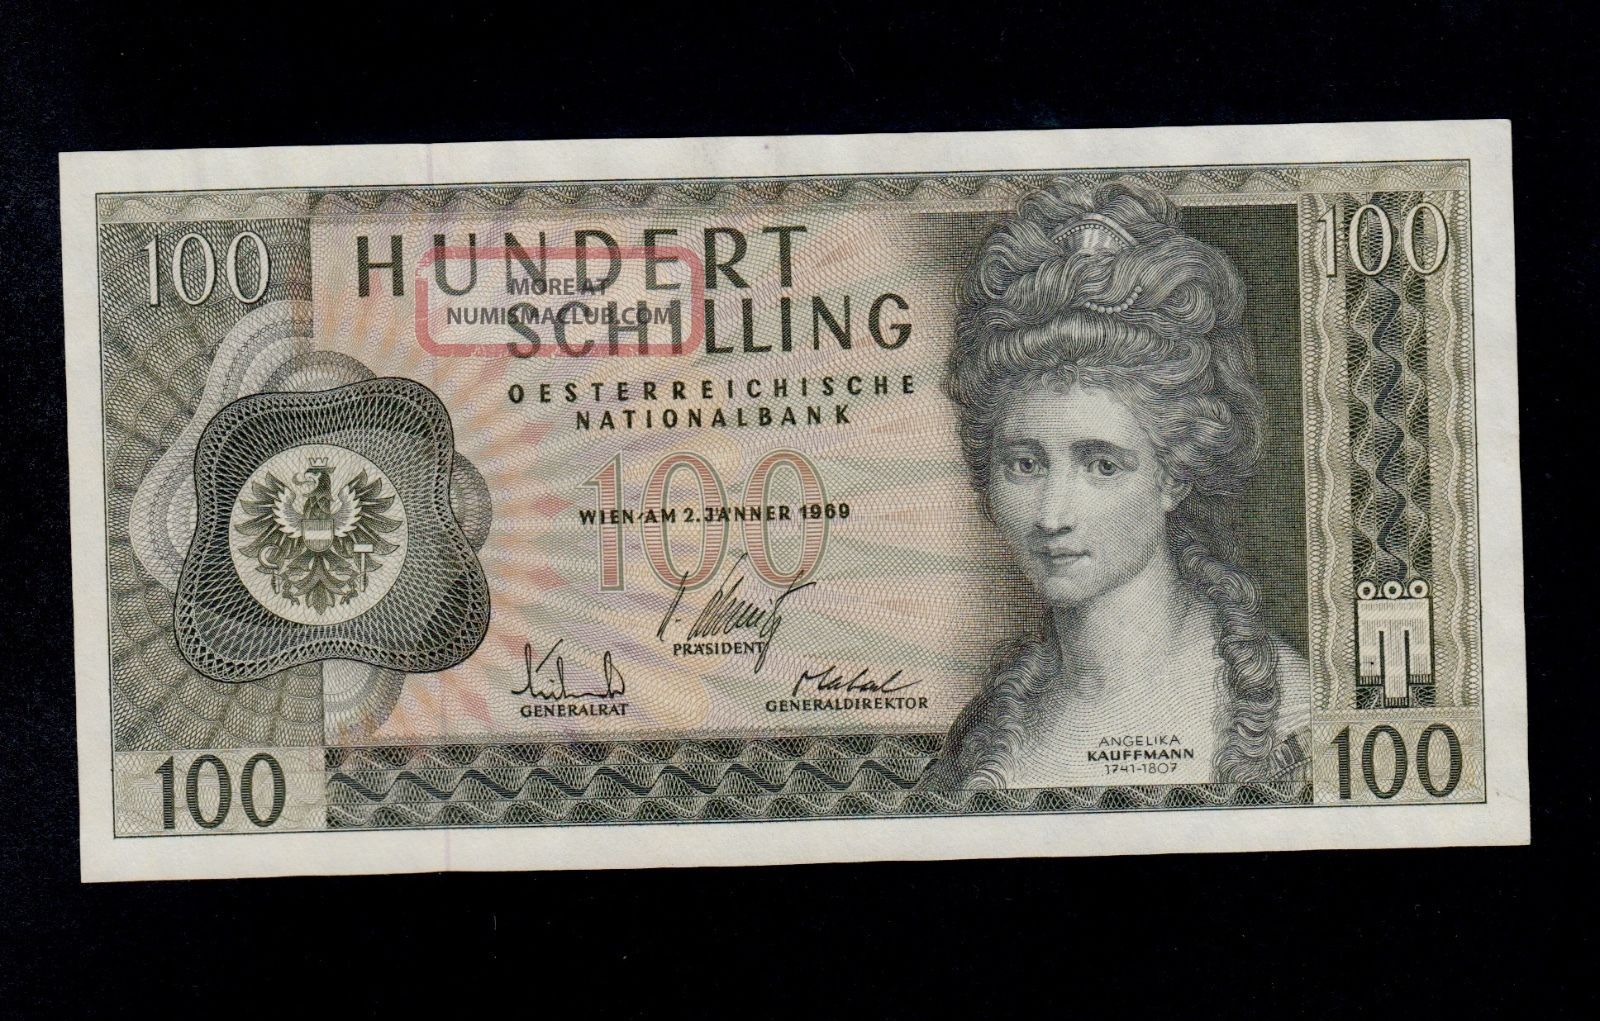 100
HUNDERT
SCHILLING
MORE AT
NUMISMACLUB.COM
OESTERREICHISCHE
NATIONALBANK
100
WIEN AM 2. JÄNNER 1969
PRÄSIDENT
GENERALRAT
GENERALDIREKTOR
100
ANGELIKA
KAUFFMANN
1741-1807
100
100